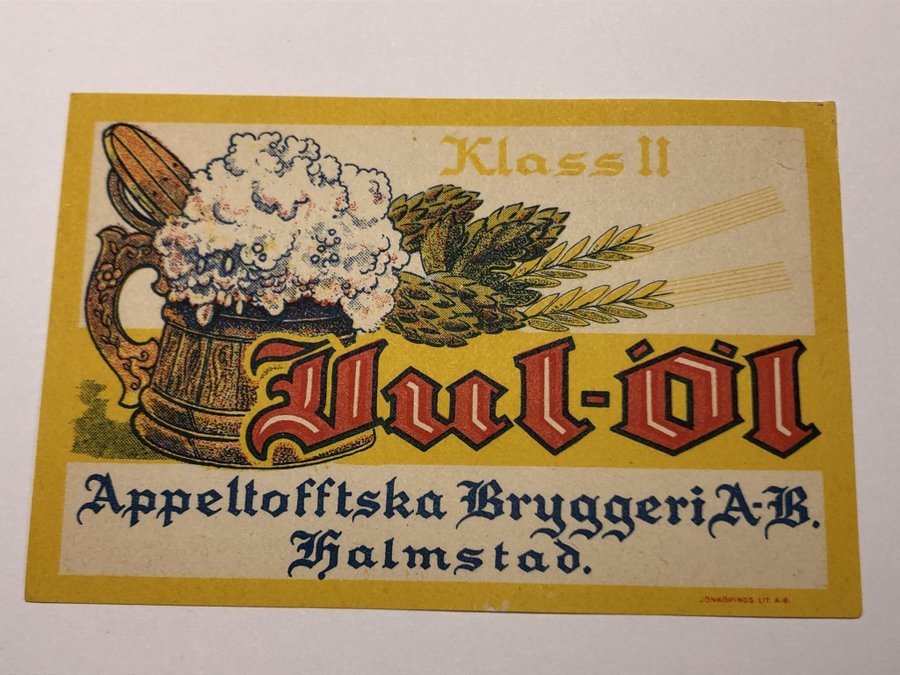 Klass II
Jul-Öl
Appeltofftska Bryggeri A-B.
Halmstad.
JÖNKÖPINGS LIT. A-B.